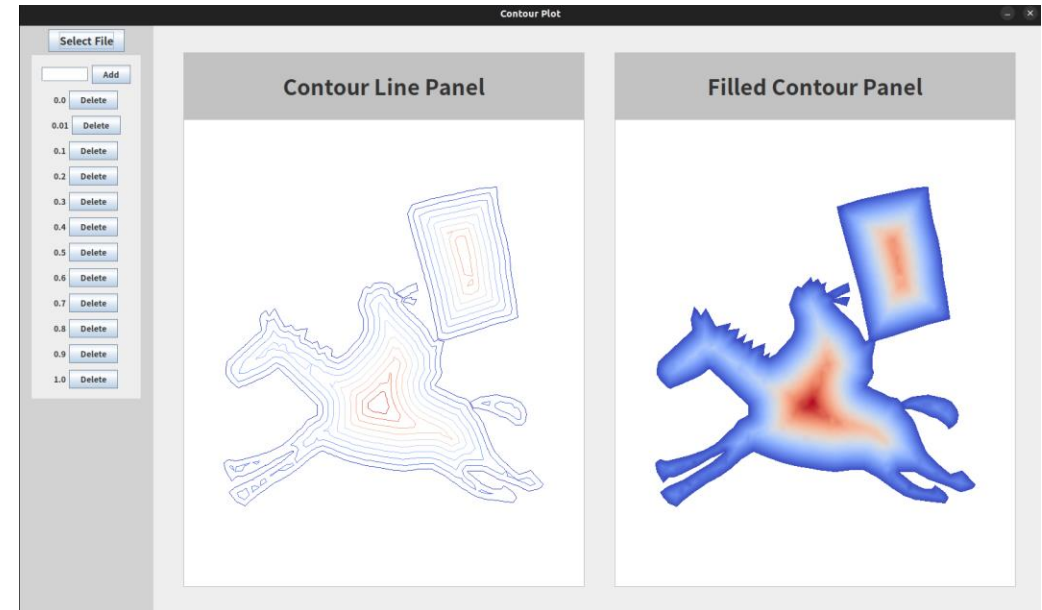 Contour Plot
Select File
Add
0.0 Delete
0.01 Delete
0.1 Delete
0.2 Delete
0.3 Delete
0.4 Delete
0.5 Delete
0.6 Delete
0.7 Delete
0.8 Delete
0.9 Delete
1.0 Delete
Contour Line Panel
Filled Contour Panel